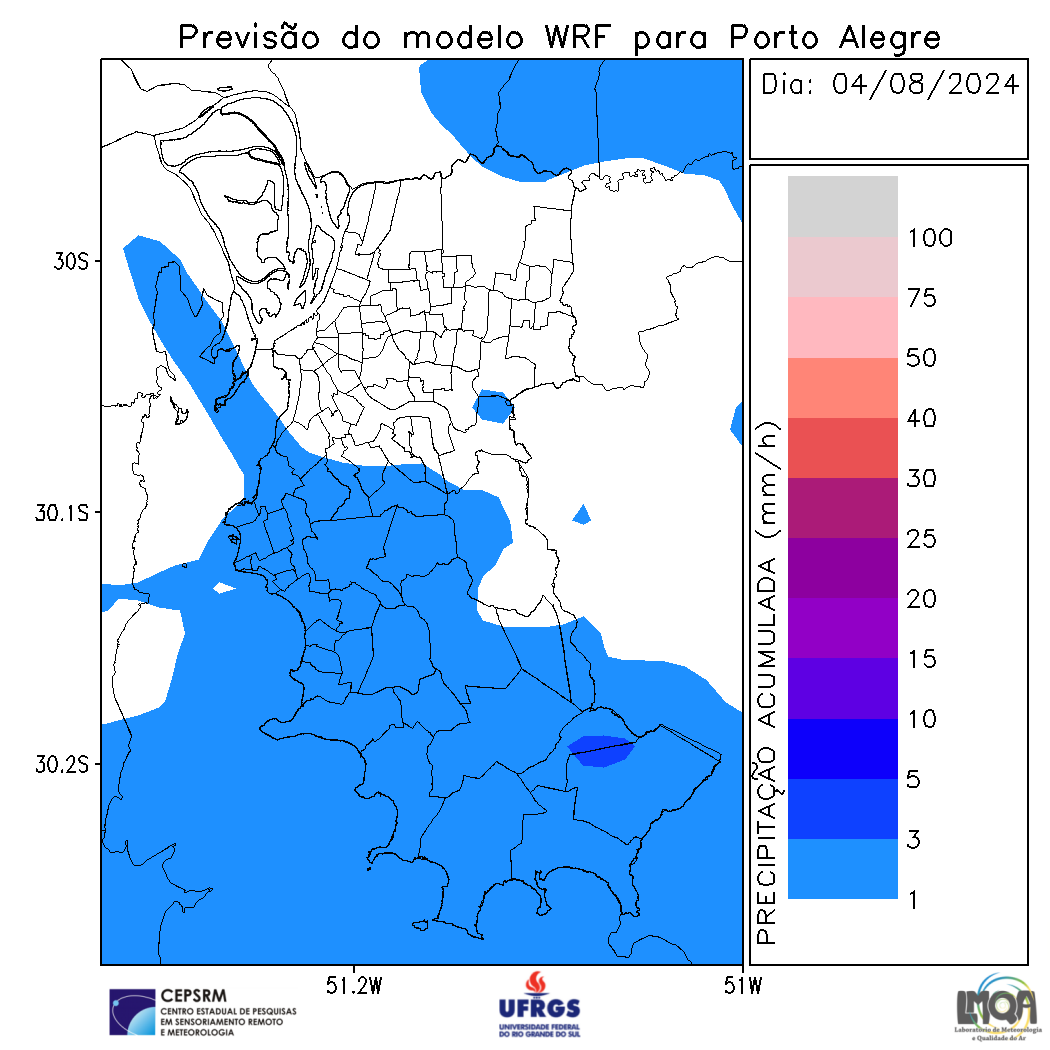 Previsão do modelo WRF para Porto Alegre
Dia: 04/08/2024
30S
30.1S
30.2S
51.2W
51W
PRECIPITAÇÃO ACUMULADA (mm/h)
100
75
50
40
30
25
20
15
10
5
3
1
CEPSRM
CENTRO ESTADUAL DE PESQUISAS
EM SENSORIAMENTO REMOTO
E METEOROLOGIA
UFRGS
UNIVERSIDADE FEDERAL
DO RIO GRANDE DO SUL
LMQA
Laboratório de Meteorologia
e Qualidade do Ar